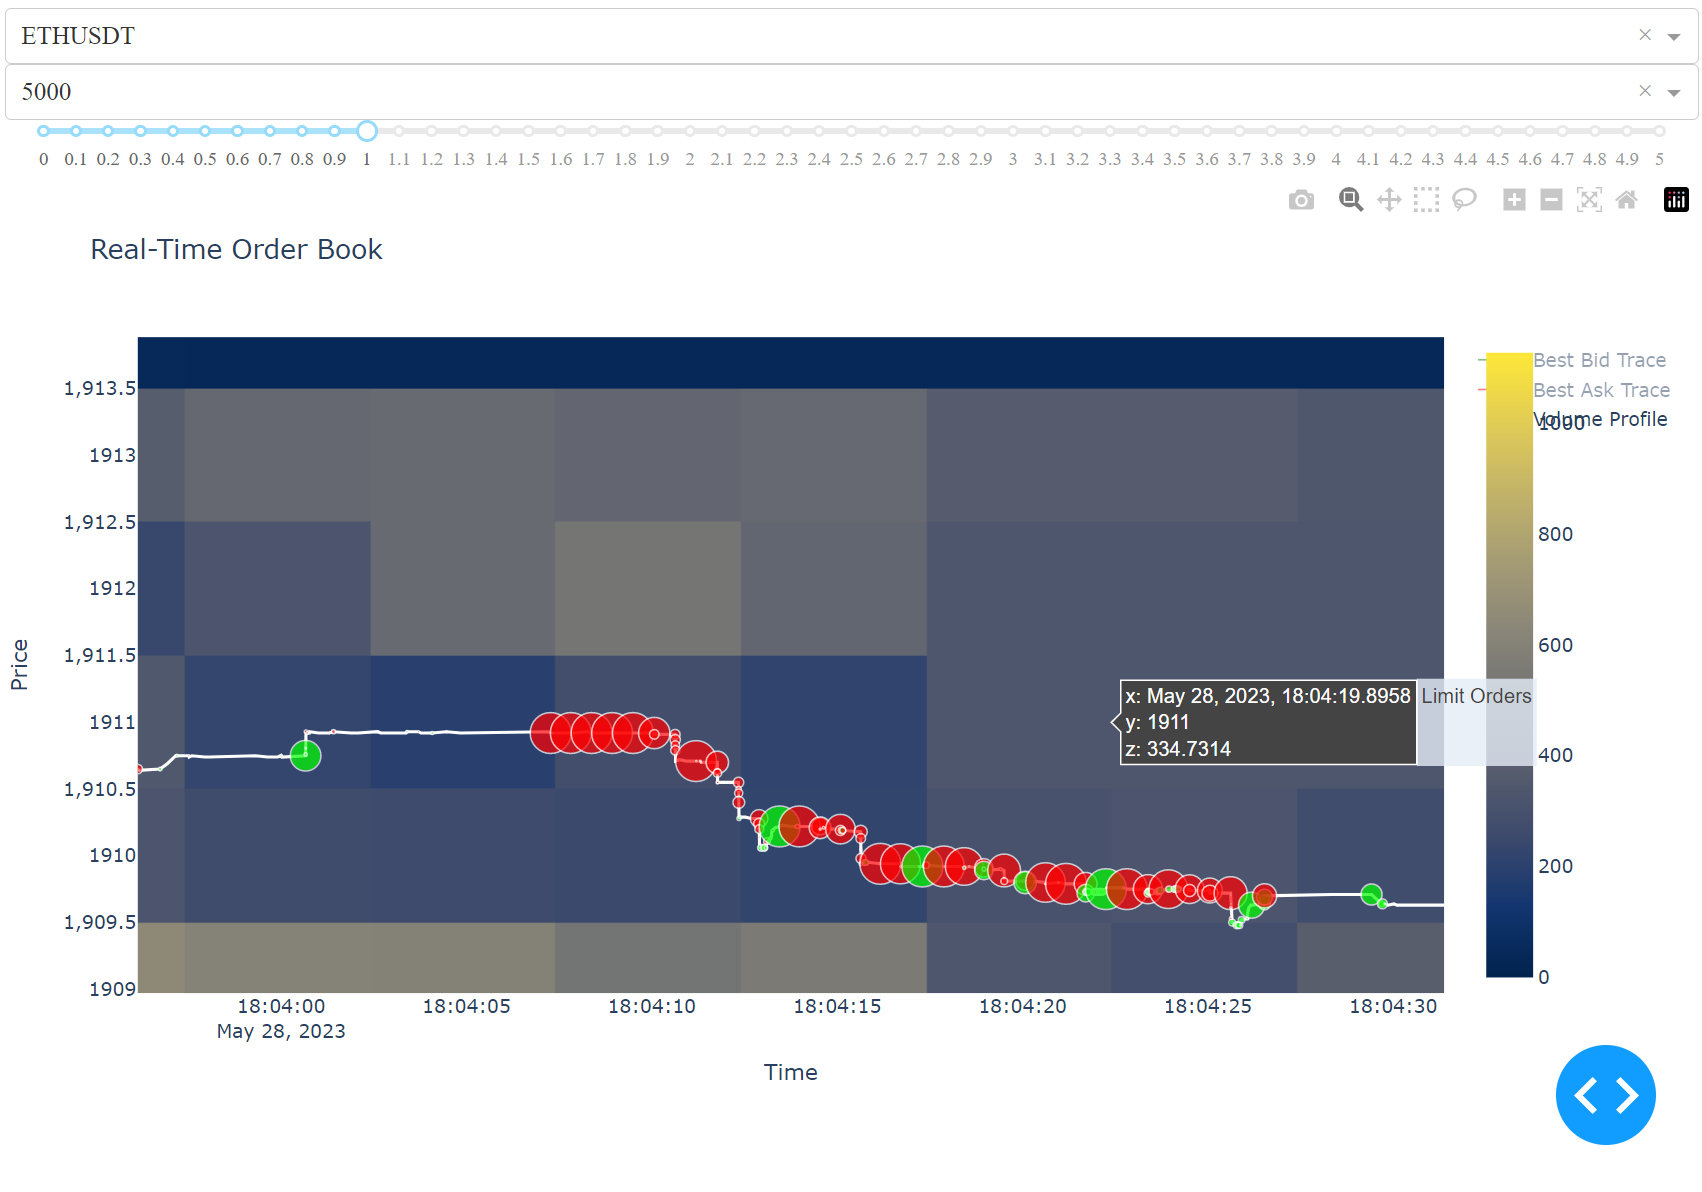 ETHUSDT
5000
0 0.1 0.2 0.3 0.4 0.5 0.6 0.7 0.8 0.9 1 1.1 1.2 1.3 1.4 1.5 1.6 1.7 1.8 1.9 2 2.1 2.2 2.3 2.4 2.5 2.6 2.7 2.8 2.9 3 3.1 3.2 3.3 3.4 3.5 3.6 3.7 3.8 3.9 4 4.1 4.2 4.3 4.4 4.5 4.6 4.7 4.8 4.9 5
Real-Time Order Book
Best Bid Trace
Best Ask Trace
Volume Profile
1000
800
600
400
200
0
Price
1,913.5
1913
1,912.5
1912
1,911.5
1911
1,910.5
1910
1,909.5
1909
x: May 28, 2023, 18:04:19.8958
y: 1911
z: 334.7314
Limit Orders
18:04:00 18:04:05 18:04:10 18:04:15 18:04:20 18:04:25 18:04:30
May 28, 2023
Time